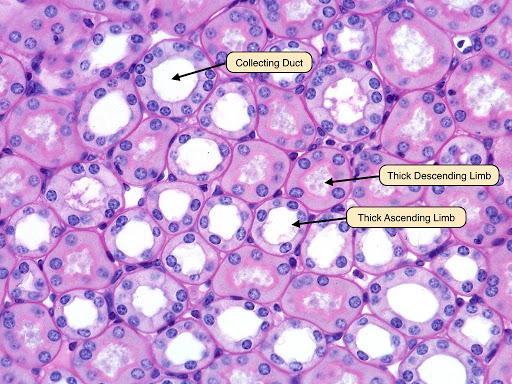 Collecting Duct
Thick Descending Limb
Thick Ascending Limb